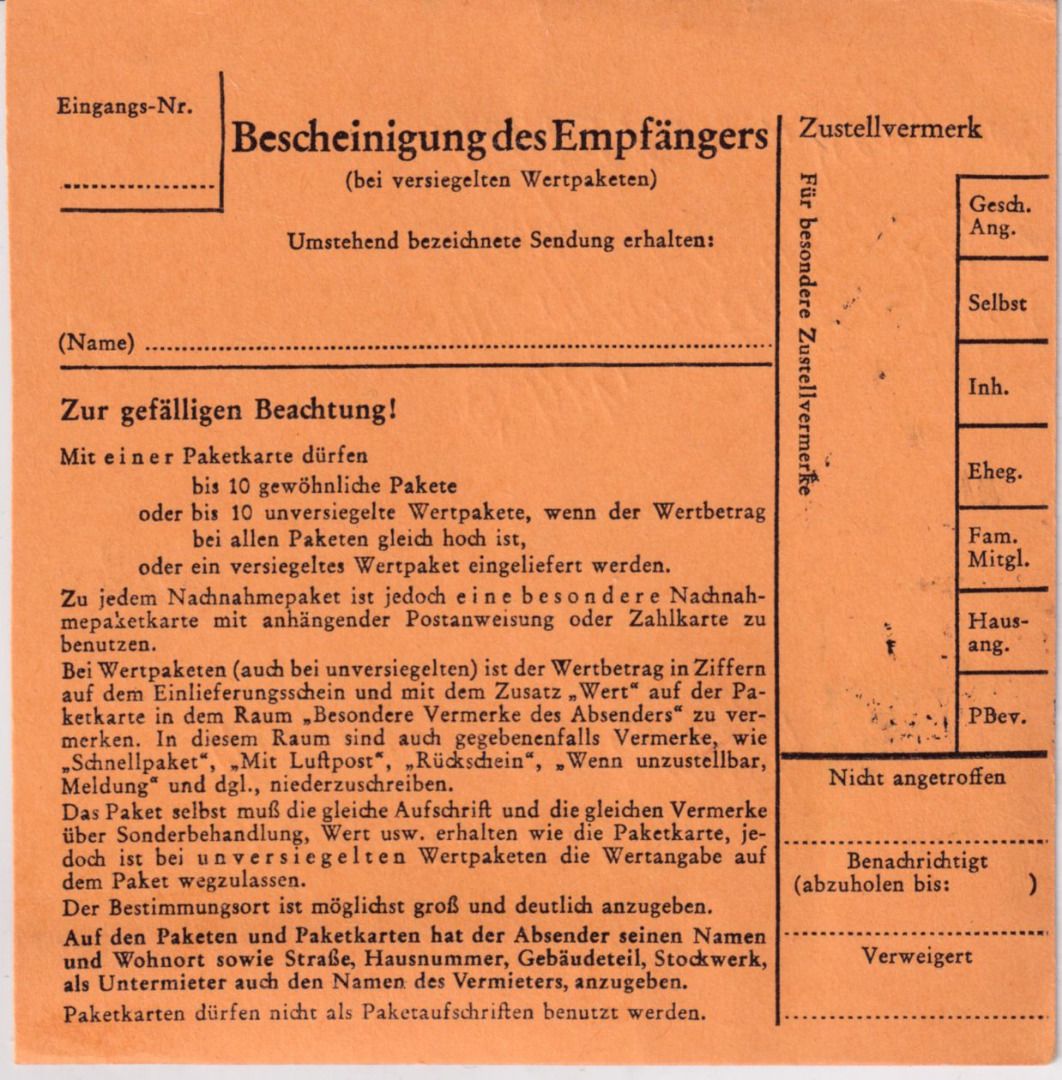 Eingangs-Nr.
Bescheinigung des Empfängers
(bei versiegelten Wertpaketen)
Umstehend bezeichnete Sendung erhalten:
(Name)
Zur gefälligen Beachtung!
Mit einer Paketkarte dürfen
bis 10 gewöhnliche Pakete
oder bis 10 unversiegelte Wertpakete, wenn der Wertbetrag
bei allen Paketen gleich hoch ist,
oder ein versiegeltes Wertpaket eingeliefert werden.
Zu jedem Nachnahmepaket ist jedoch eine besondere Nachnah-
mepaketkarte mit anhängender Postanweisung oder Zahlkarte zu
benutzen.
Bei Wertpaketen (auch bei unversiegelten) ist der Wertbetrag in Ziffern
auf dem Einlieferungsschein und mit dem Zusatz „Wert“ auf der Pa-
ketkarte in dem Raum „Besondere Vermerke des Absenders“ zu ver-
merken. In diesem Raum sind auch gegebenenfalls Vermerke, wie
„Schnellpaket“, „Mit Luftpost“, „Rückschein“, „Wenn unzustellbar,
Meldung“ und dgl., niederzuschreiben.
Das Paket selbst muß die gleiche Aufschrift und die gleichen Vermerke
über Sonderbehandlung, Wert usw. erhalten wie die Paketkarte, je-
doch ist bei unversiegelten Wertpaketen die Wertangabe auf
dem Paket wegzulassen.
Der Bestimmungsort ist möglichst groß und deutlich anzugeben.
Auf den Paketen und Paketkarten hat der Absender seinen Namen
und Wohnort sowie Straße, Hausnummer, Gebäudeteil, Stockwerk,
als Untermieter auch den Namen des Vermieters, anzugeben.
Paketkarten dürfen nicht als Paketaufschriften benutzt werden.
Zustellvermerk
Für besondere Zustellvermerke
Gesch.
Ang.
Selbst
Inh.
Eheg.
Fam.
Mitgl.
Haus-
ang.
PBev.
Nicht angetroffen
Benachrichtigt
(abzuholen bis: )
Verweigert